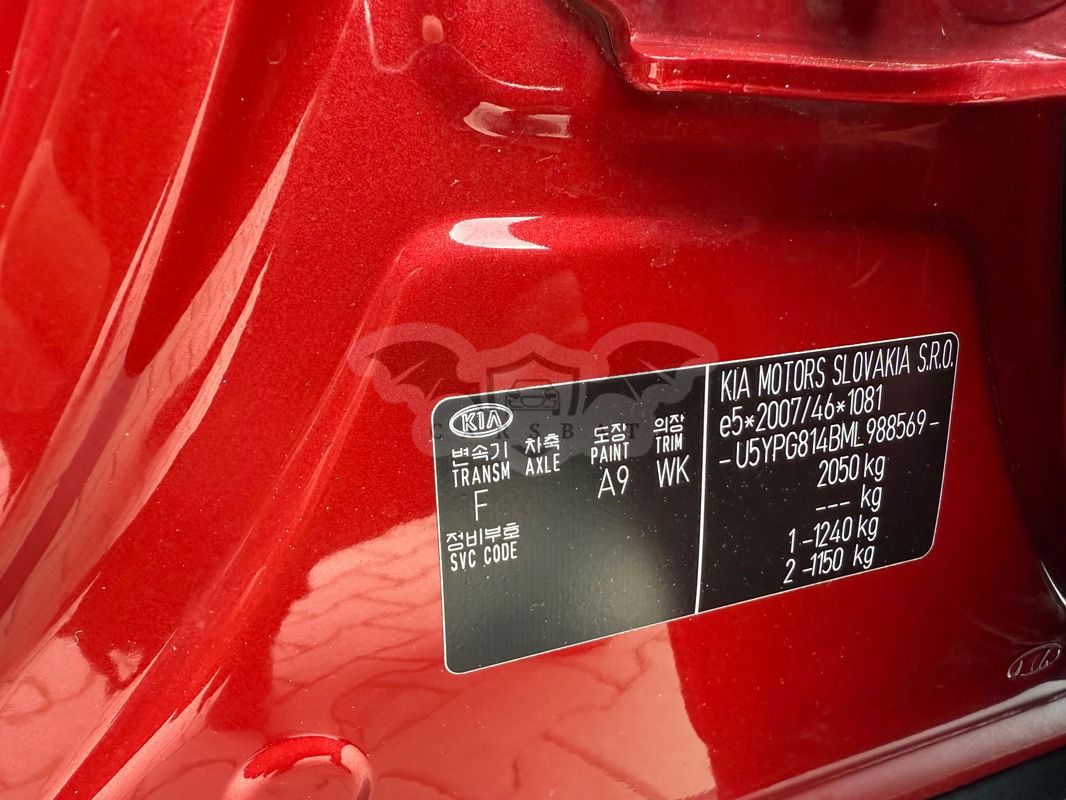 KIA
변속기 차축 도장 의장
TRANSM AXLE PAINT TRIM
F A9 WK
정비부호
SVC CODE
KIA MOTORS SLOVAKIA S.R.O.
e5*2007/46*1081
-U5YPG814BML988569-
2050 kg
--- kg
1 -1240 kg
2 -1150 kg
CARSBAT